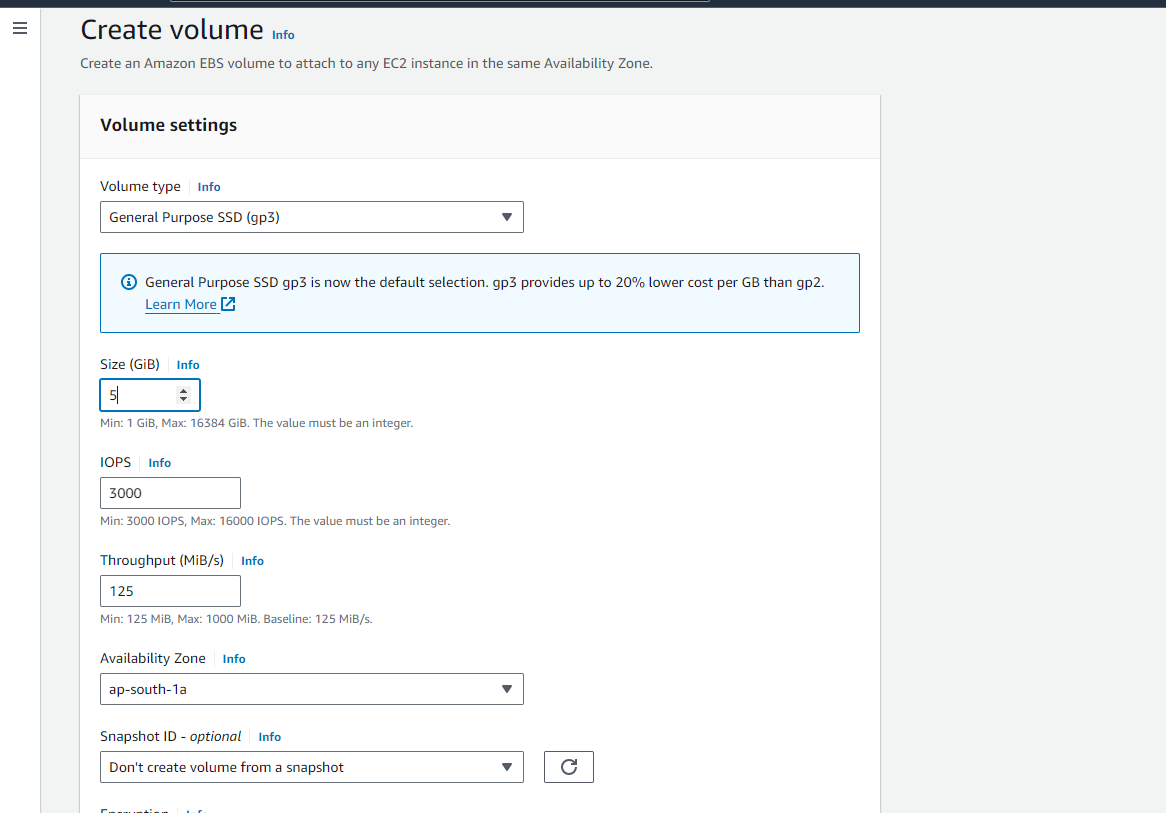 Create volume Info
Create an Amazon EBS volume to attach to any EC2 instance in the same Availability Zone.
Volume settings
Volume type Info
General Purpose SSD (gp3)
General Purpose SSD gp3 is now the default selection. gp3 provides up to 20% lower cost per GB than gp2.
Learn More
Size (GiB) Info
5
Min: 1 GiB, Max: 16384 GiB. The value must be an integer.
IOPS Info
3000
Min: 3000 IOPS, Max: 16000 IOPS. The value must be an integer.
Throughput (MiB/s) Info
125
Min: 125 MiB, Max: 1000 MiB. Baseline: 125 MiB/s.
Availability Zone Info
ap-south-1a
Snapshot ID - optional Info
Don't create volume from a snapshot